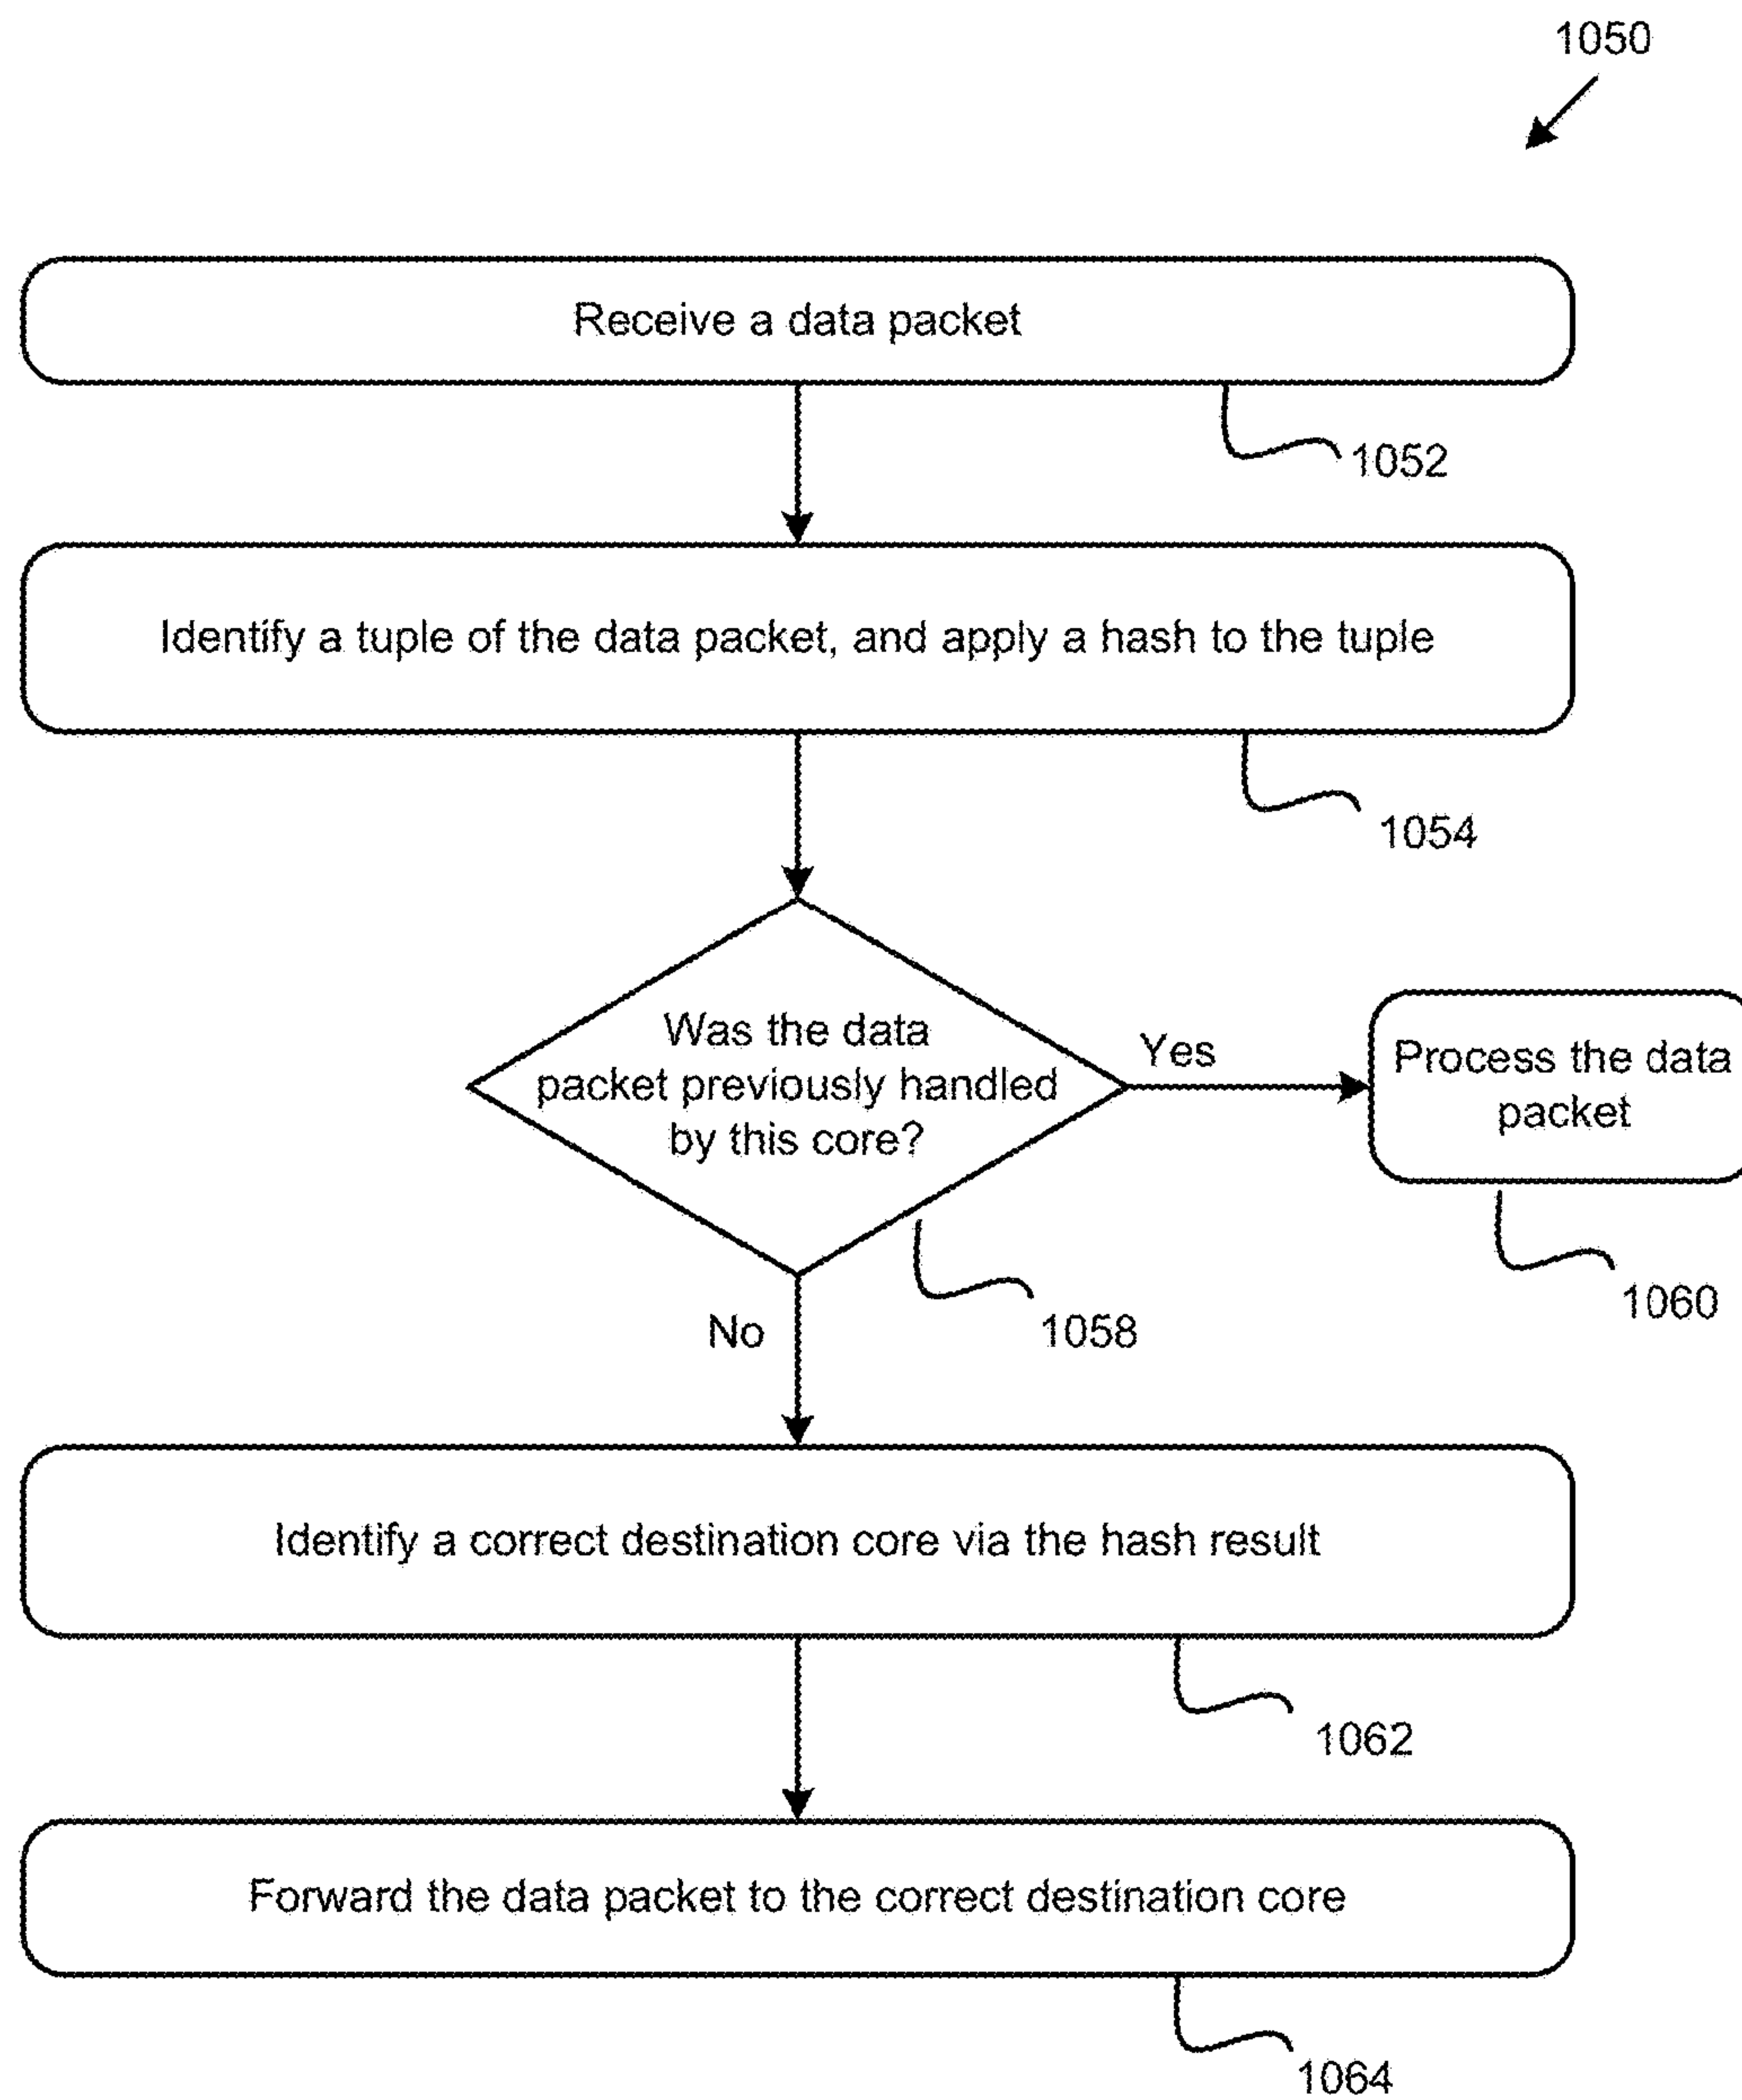 1050
Receive a data packet
1052
Identify a tuple of the data packet, and apply a hash to the tuple
1054
Was the data
packet previously handled
by this core?
Yes
Process the data
packet
1060
No
1058
Identify a correct destination core via the hash result
1062
Forward the data packet to the correct destination core
1064